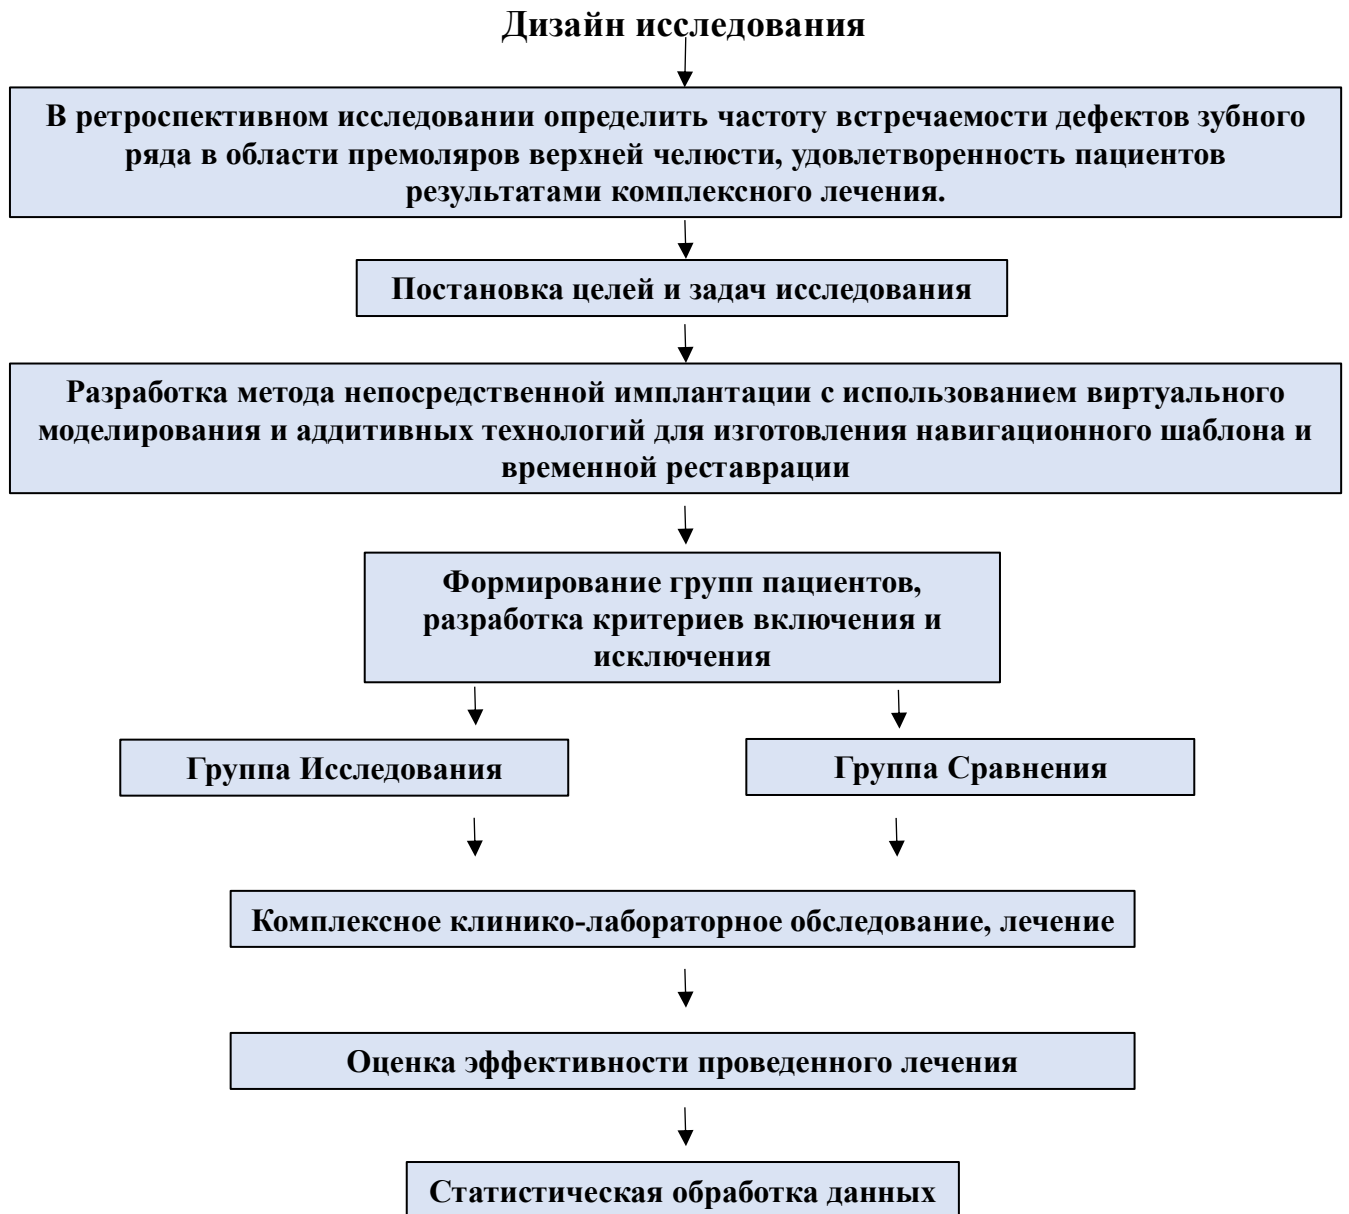 Дизайн исследования
В ретроспективном исследовании определить частоту встречаемости дефектов зубного
ряда в области премоляров верхней челюсти, удовлетворенность пациентов
результатами комплексного лечения.
Постановка целей и задач исследования
Разработка метода непосредственной имплантации с использованием виртуального
моделирования и аддитивных технологий для изготовления навигационного шаблона и
временной реставрации
Формирование групп пациентов,
разработка критериев включения и
исключения
Группа Исследования
Группа Сравнения
Комплексное клинико-лабораторное обследование, лечение
Оценка эффективности проведенного лечения
Статистическая обработка данных